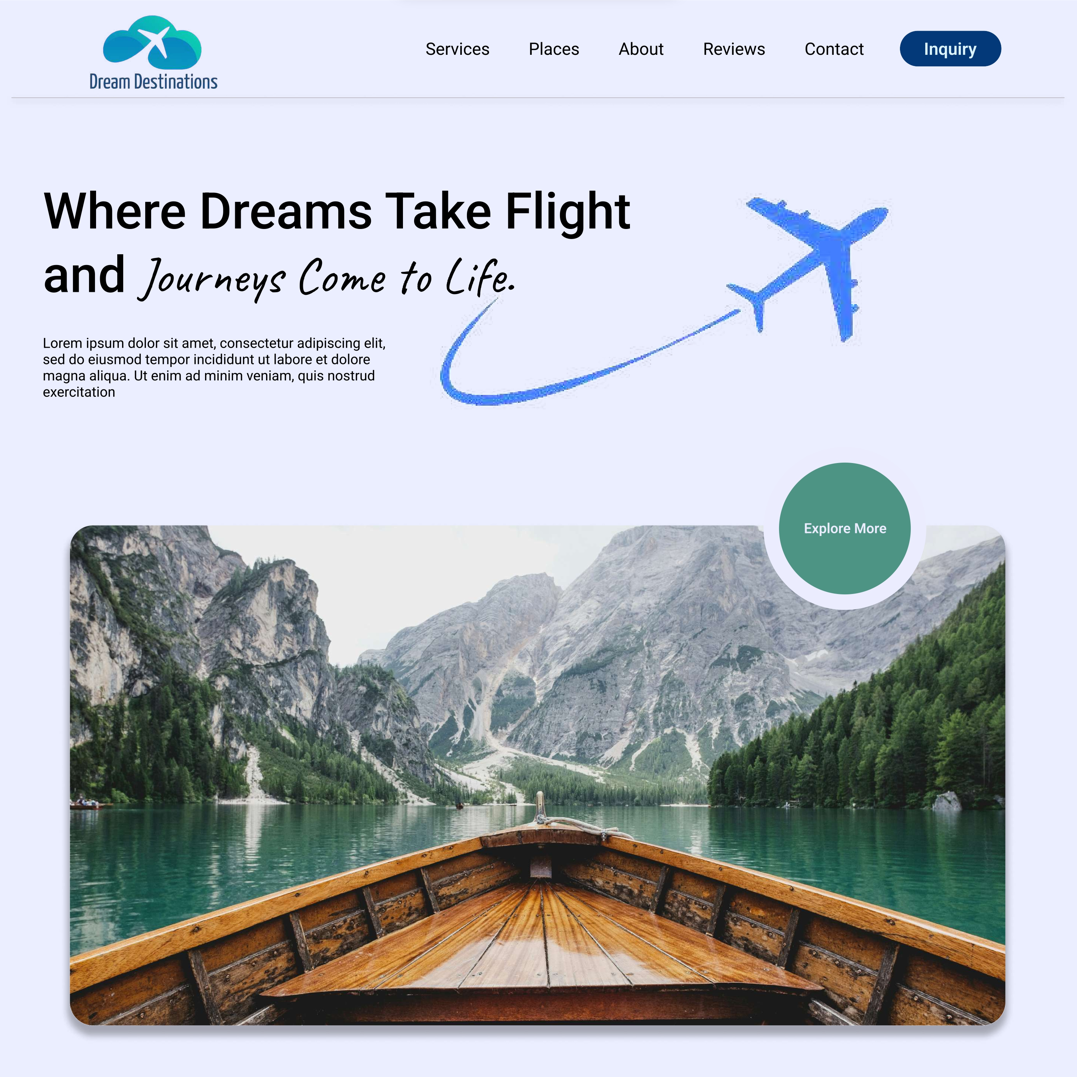 Dream Destinations
Services
Places
About
Reviews
Contact
Inquiry
Where Dreams Take Flight
and Journeys Come to Life.
Lorem ipsum dolor sit amet, consectetur adipiscing elit,
sed do eiusmod tempor incididunt ut labore et dolore
magna aliqua. Ut enim ad minim veniam, quis nostrud
exercitation
Explore More